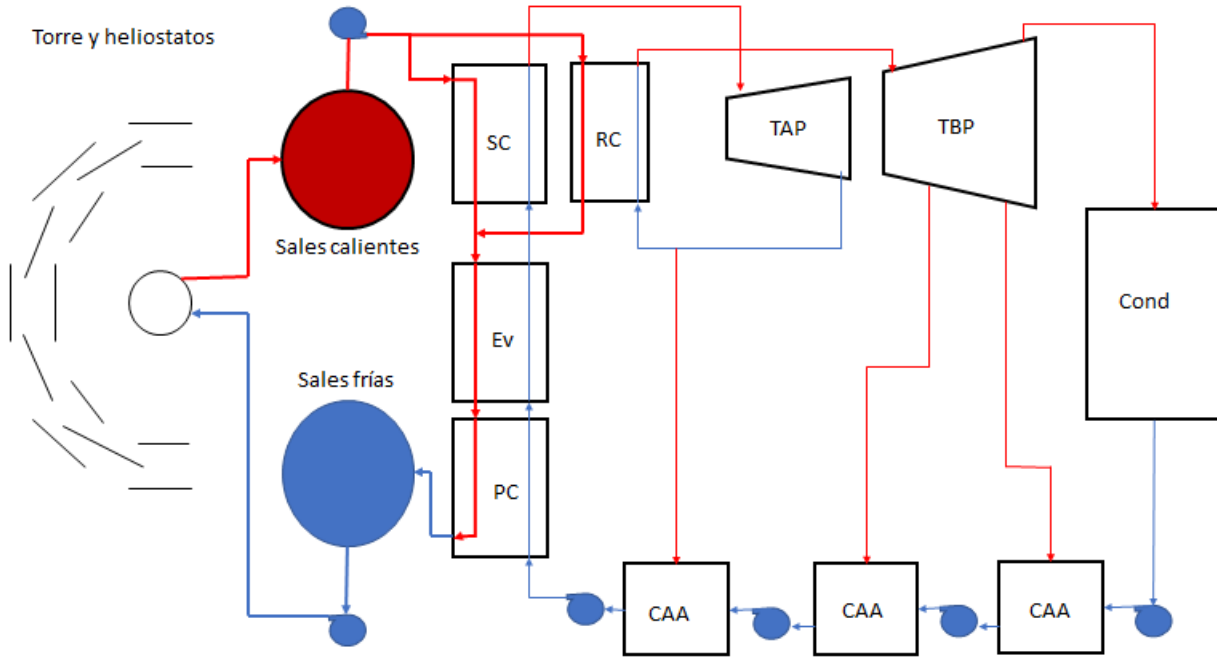 Torre y heliostatos
SC
RC
TAP
TBP
Sales calientes
Cond
Ev
Sales frías
PC
CAA
CAA
CAA